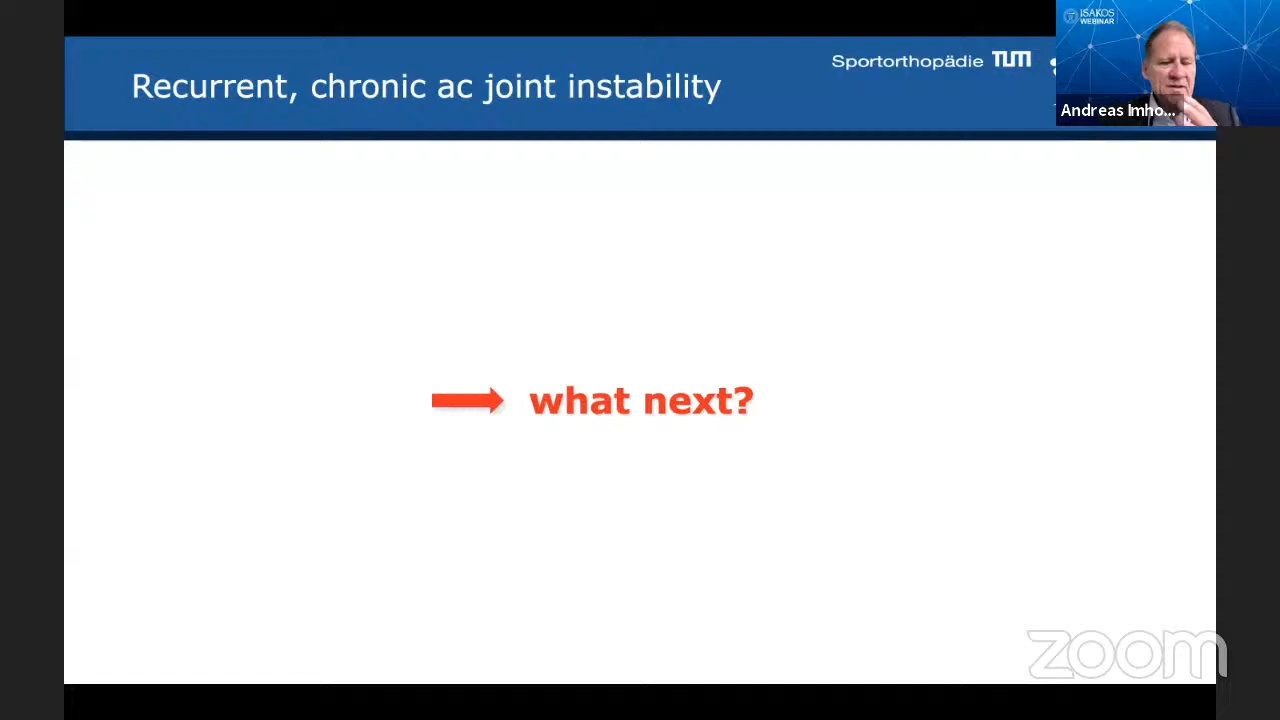 Recurrent, chronic ac joint instability
Sportorthopädie TUM
ISAKOS
WEBINAR
Andreas Imho...
what next?
zoom